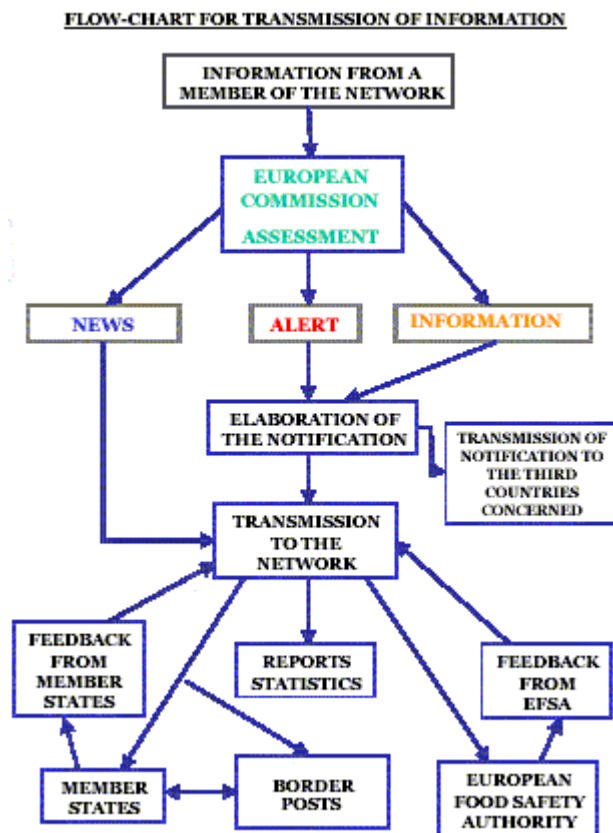 FLOW-CHART FOR TRANSMISSION OF INFORMATION
INFORMATION FROM A
MEMBER OF THE NETWORK
EUROPEAN
COMMISSION
ASSESSMENT
NEWS
ALERT
INFORMATION
ELABORATION OF
THE NOTIFICATION
TRANSMISSION OF
NOTIFICATION TO
THE THIRD
COUNTRIES
CONCERNED
TRANSMISSION
TO THE
NETWORK
FEEDBACK
FROM
MEMBER
STATES
REPORTS
STATISTICS
FEEDBACK
FROM
EFSA
MEMBER
STATES
BORDER
POSTS
EUROPEAN
FOOD SAFETY
AUTHORITY